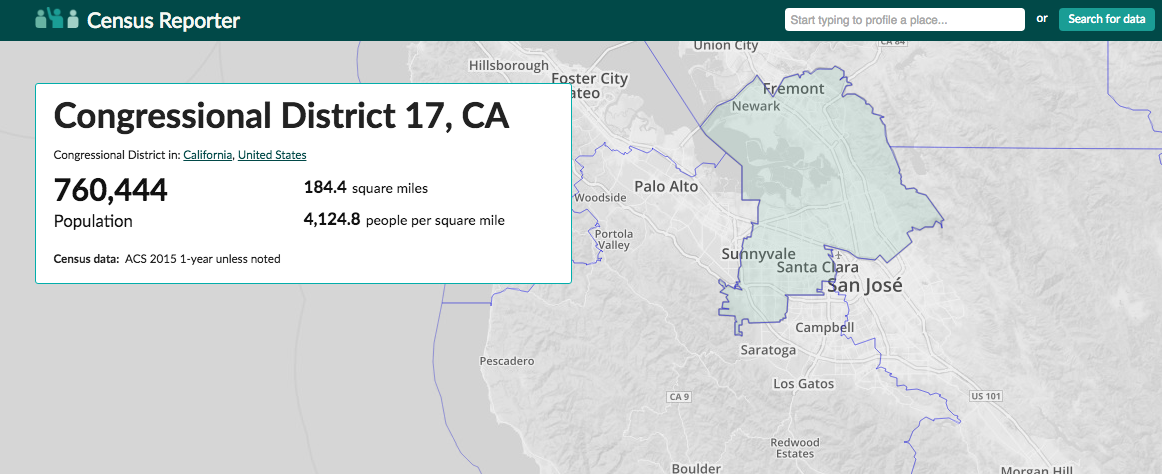 Census Reporter
Start typing to profile a place...
or
Search for data
Union City
CA 84
Hillsborough
Foster City
ateo
Fremont
Newark
Congressional District 17, CA
Congressional District in: California, United States
760,444
Population
184.4 square miles
4,124.8 people per square mile
Census data: ACS 2015 1-year unless noted
Palo Alto
Woodside
Portola
Valley
Sunnyvale
Santa Clara
San José
Campbell
Saratoga
Pescadero
Los Gatos
CA 9
US 101
Redwood
Estates
Boulder
Morgan Hill